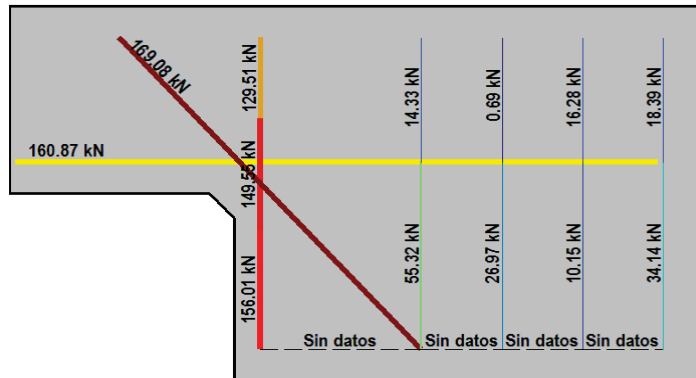 169.08 kN
129.51 kN
14.33 kN
0.69 kN
16.28 kN
18.39 kN
160.87 kN
149.55 kN
156.01 kN
55.32 kN
26.97 kN
10.15 kN
34.14 kN
Sin datos
Sin datos
Sin datos
Sin datos